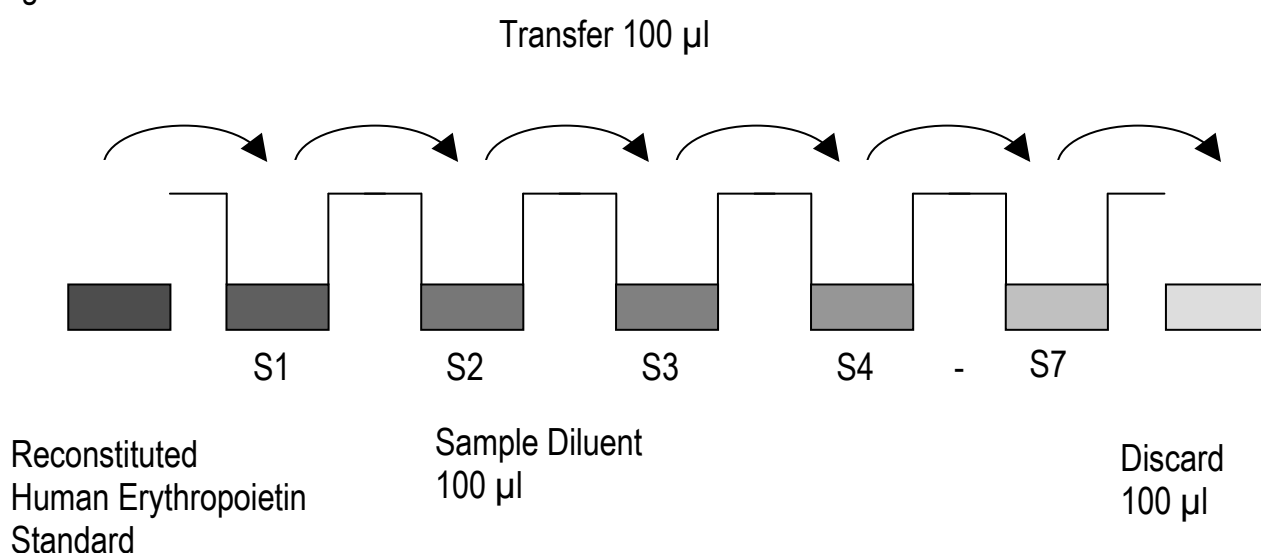 Transfer 100 µl
S1 S2 S3 S4 - S7
Reconstituted
Human Erythropoietin
Standard
Sample Diluent
100 µl
Discard
100 µl